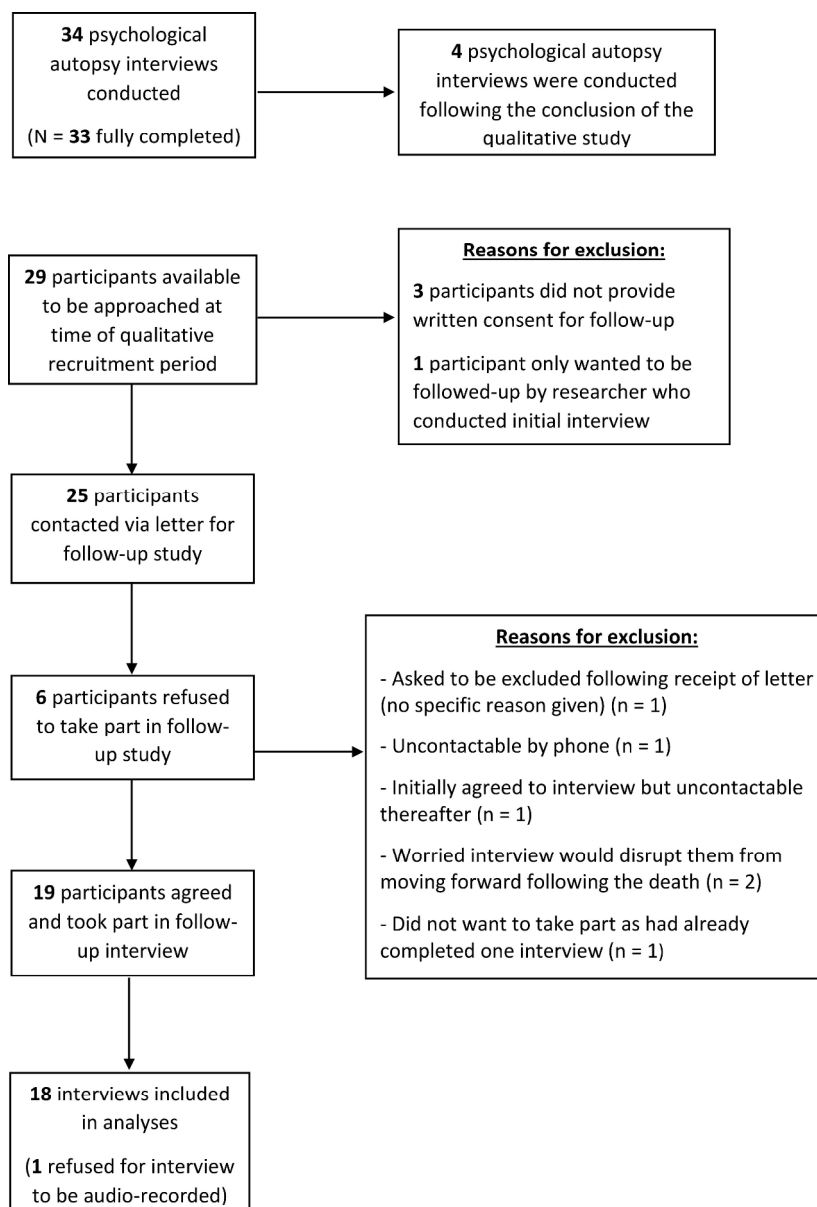 34 psychological
autopsy interviews
conducted
(N = 33 fully completed)
4 psychological autopsy
interviews were conducted
following the conclusion of the
qualitative study
29 participants available
to be approached at
time of qualitative
recruitment period
Reasons for exclusion:
3 participants did not provide
written consent for follow-up
1 participant only wanted to be
followed-up by researcher who
conducted initial interview
25 participants
contacted via letter for
follow-up study
6 participants refused
to take part in follow-
up study
Reasons for exclusion:
- Asked to be excluded following receipt of letter
(no specific reason given) (n = 1)
- Uncontactable by phone (n = 1)
- Initially agreed to interview but uncontactable
thereafter (n = 1)
- Worried interview would disrupt them from
moving forward following the death (n = 2)
- Did not want to take part as had already
completed one interview (n = 1)
19 participants agreed
and took part in follow-
up interview
18 interviews included
in analyses
(1 refused for interview
to be audio-recorded)